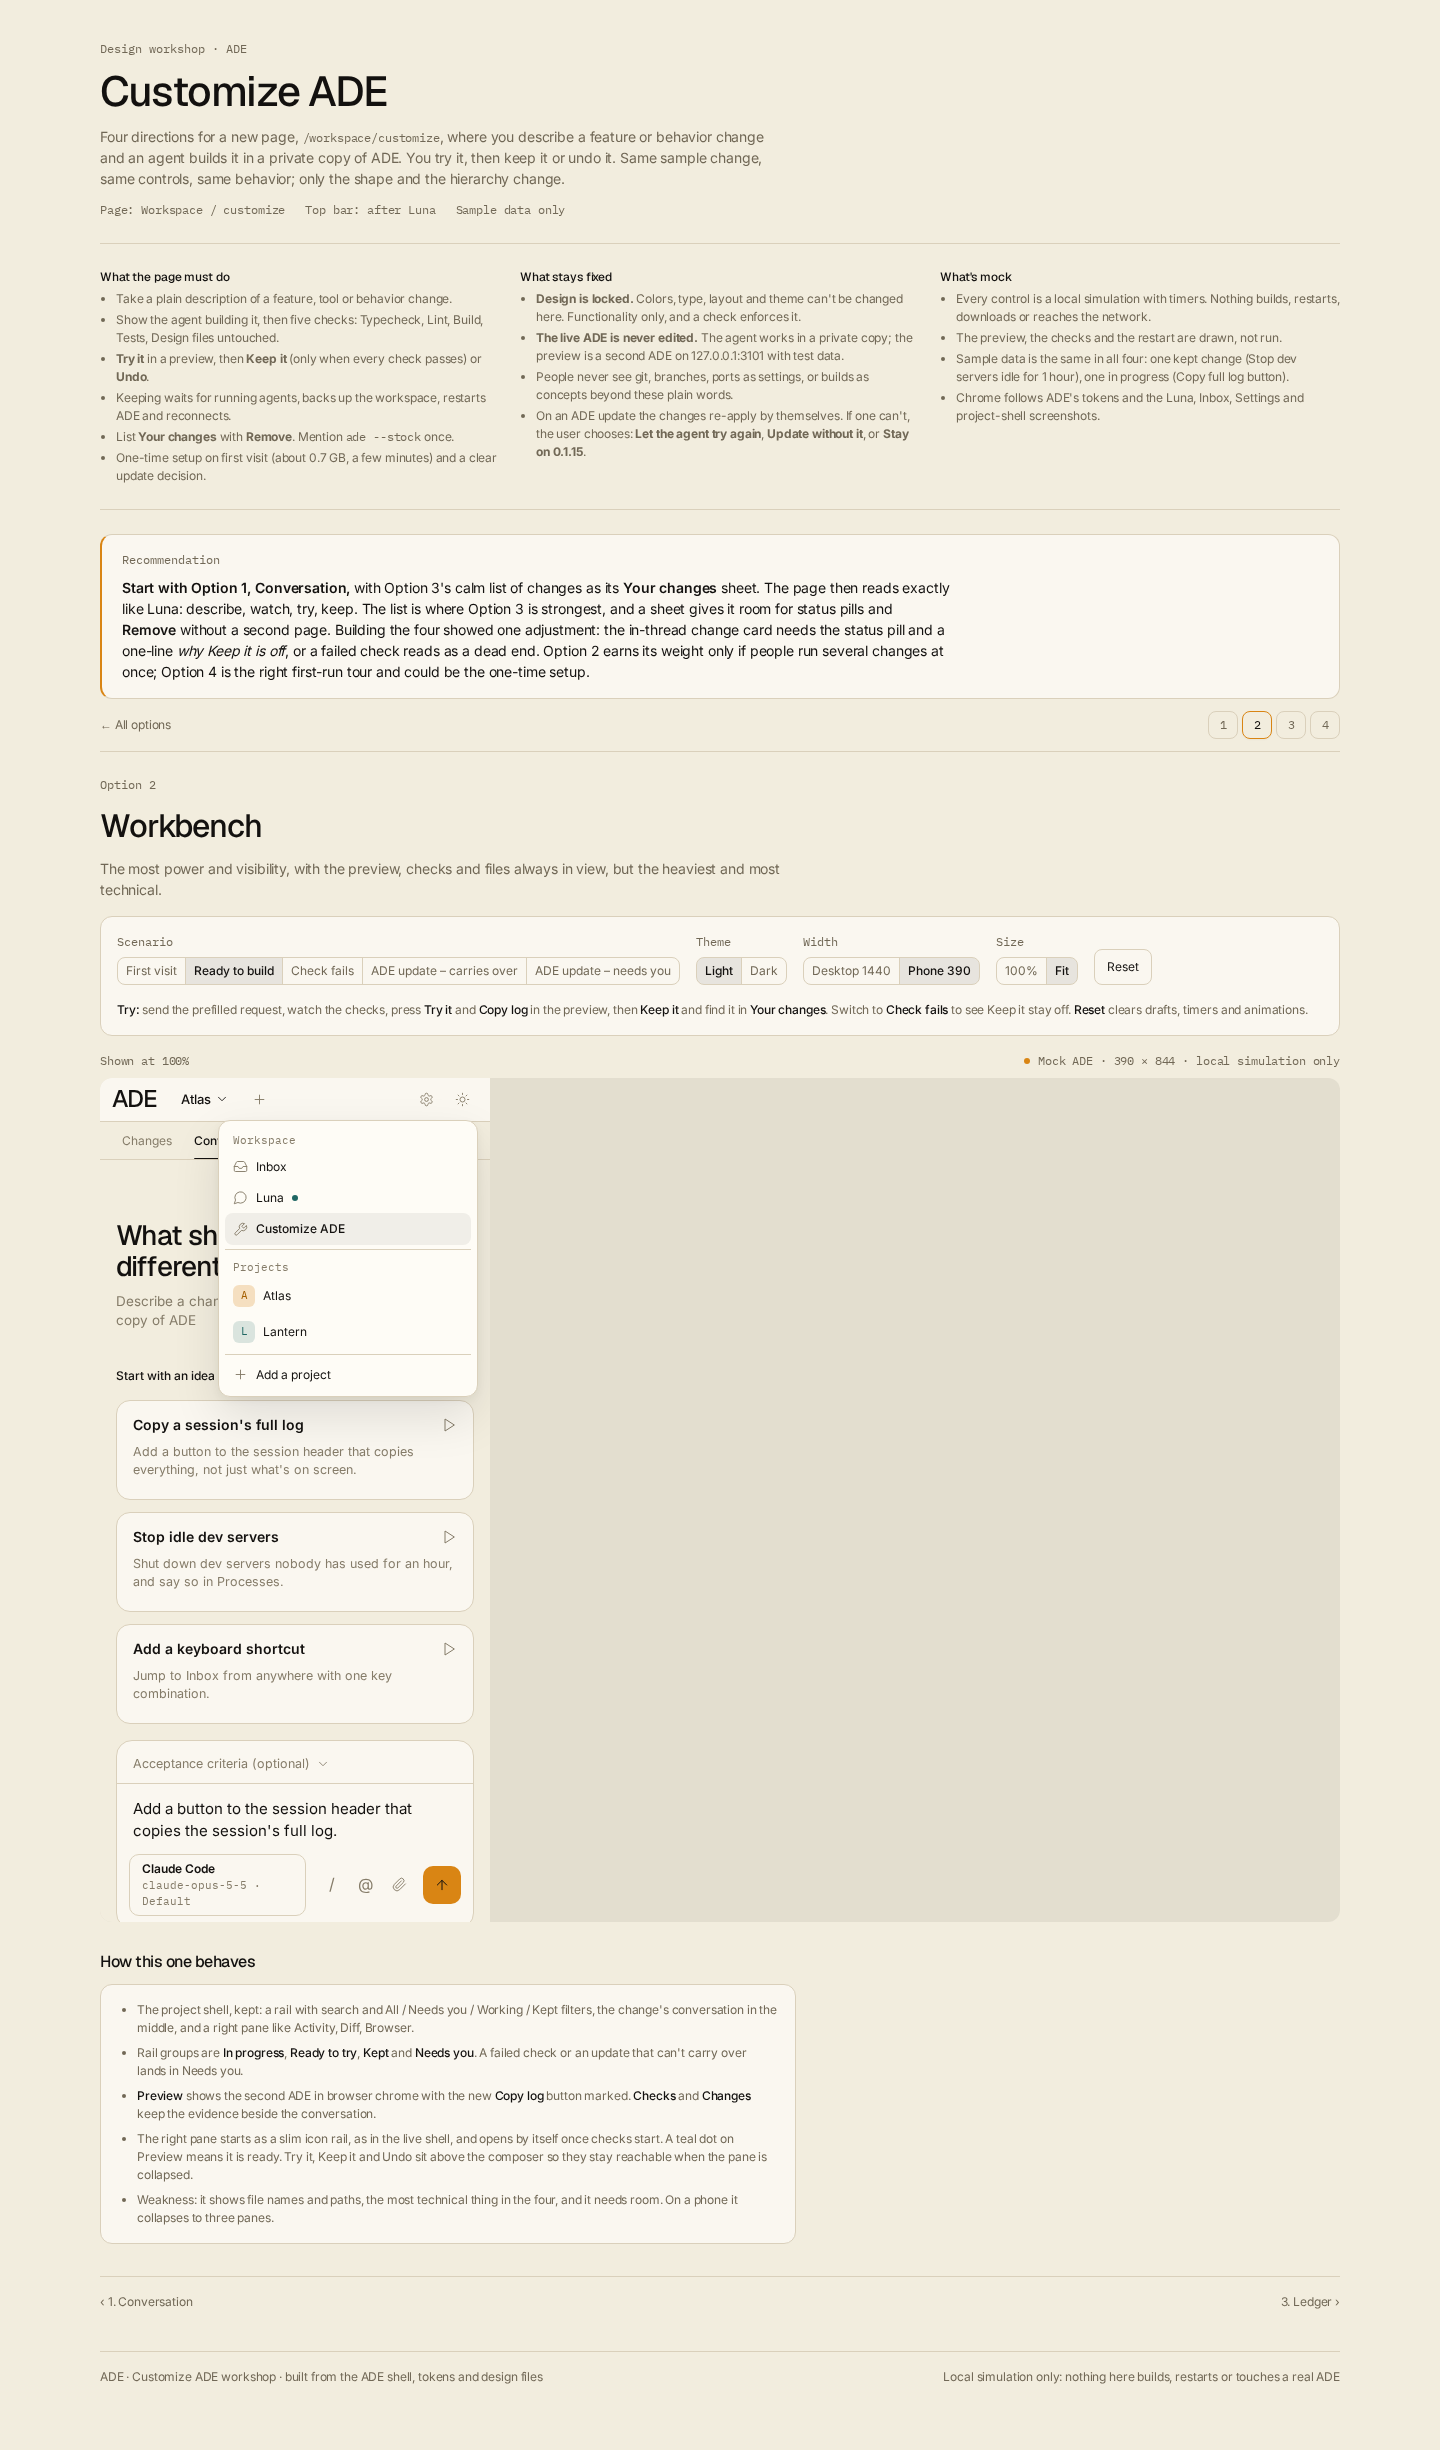 Design workshop · ADE
Customize ADE
Four directions for a new page, /workspace/customize, where you describe a feature or behavior change
and an agent builds it in a private copy of ADE. You try it, then keep it or undo it. Same sample change,
same controls, same behavior; only the shape and the hierarchy change.
Page: Workspace / customize   Top bar: after Luna   Sample data only
What the page must do
• Take a plain description of a feature, tool or behavior change.
• Show the agent building it, then five checks: Typecheck, Lint, Build,
Tests, Design files untouched.
• Try it in a preview, then Keep it (only when every check passes) or
Undo.
• Keeping waits for running agents, backs up the workspace, restarts
ADE and reconnects.
• List Your changes with Remove. Mention ade --stock once.
• One-time setup on first visit (about 0.7 GB, a few minutes) and a clear
update decision.
What stays fixed
• Design is locked. Colors, type, layout and theme can't be changed
here. Functionality only, and a check enforces it.
• The live ADE is never edited. The agent works in a private copy; the
preview is a second ADE on 127.0.0.1:3101 with test data.
• People never see git, branches, ports as settings, or builds as
concepts beyond these plain words.
• On an ADE update the changes re-apply by themselves. If one can't,
the user chooses: Let the agent try again, Update without it, or Stay
on 0.1.15.
What's mock
• Every control is a local simulation with timers. Nothing builds, restarts,
downloads or reaches the network.
• The preview, the checks and the restart are drawn, not run.
• Sample data is the same in all four: one kept change (Stop dev
servers idle for 1 hour), one in progress (Copy full log button).
• Chrome follows ADE's tokens and the Luna, Inbox, Settings and
project-shell screenshots.
Recommendation
Start with Option 1, Conversation, with Option 3's calm list of changes as its Your changes sheet. The page then reads exactly
like Luna: describe, watch, try, keep. The list is where Option 3 is strongest, and a sheet gives it room for status pills and
Remove without a second page. Building the four showed one adjustment: the in-thread change card needs the status pill and a
one-line why Keep it is off, or a failed check reads as a dead end. Option 2 earns its weight only if people run several changes at
once; Option 4 is the right first-run tour and could be the one-time setup.
← All options
1 2 3 4
Option 2
Workbench
The most power and visibility, with the preview, checks and files always in view, but the heaviest and most
technical.
Scenario
First visit Ready to build Check fails ADE update – carries over ADE update – needs you
Theme
Light Dark
Width
Desktop 1440 Phone 390
Size
100% Fit
Reset
Try: send the prefilled request, watch the checks, press Try it and Copy log in the preview, then Keep it and find it in Your changes. Switch to Check fails to see Keep it stay off. Reset clears drafts, timers and animations.
Shown at 100%
Mock ADE · 390 × 844 · local simulation only
ADE Atlas
Changes Con
Workspace
Inbox
Luna
Customize ADE
Projects
A Atlas
L Lantern
Add a project
What sh
different
Describe a char
copy of ADE
Start with an idea
Copy a session's full log
Add a button to the session header that copies
everything, not just what's on screen.
Stop idle dev servers
Shut down dev servers nobody has used for an hour,
and say so in Processes.
Add a keyboard shortcut
Jump to Inbox from anywhere with one key
combination.
Acceptance criteria (optional)
Add a button to the session header that
copies the session's full log.
Claude Code
claude-opus-5-5 ·
Default
/ @
How this one behaves
• The project shell, kept: a rail with search and All / Needs you / Working / Kept filters, the change's conversation in the
middle, and a right pane like Activity, Diff, Browser.
• Rail groups are In progress, Ready to try, Kept and Needs you. A failed check or an update that can't carry over
lands in Needs you.
• Preview shows the second ADE in browser chrome with the new Copy log button marked. Checks and Changes
keep the evidence beside the conversation.
• The right pane starts as a slim icon rail, as in the live shell, and opens by itself once checks start. A teal dot on
Preview means it is ready. Try it, Keep it and Undo sit above the composer so they stay reachable when the pane is
collapsed.
• Weakness: it shows file names and paths, the most technical thing in the four, and it needs room. On a phone it
collapses to three panes.
‹ 1. Conversation
3. Ledger ›
ADE · Customize ADE workshop · built from the ADE shell, tokens and design files
Local simulation only: nothing here builds, restarts or touches a real ADE